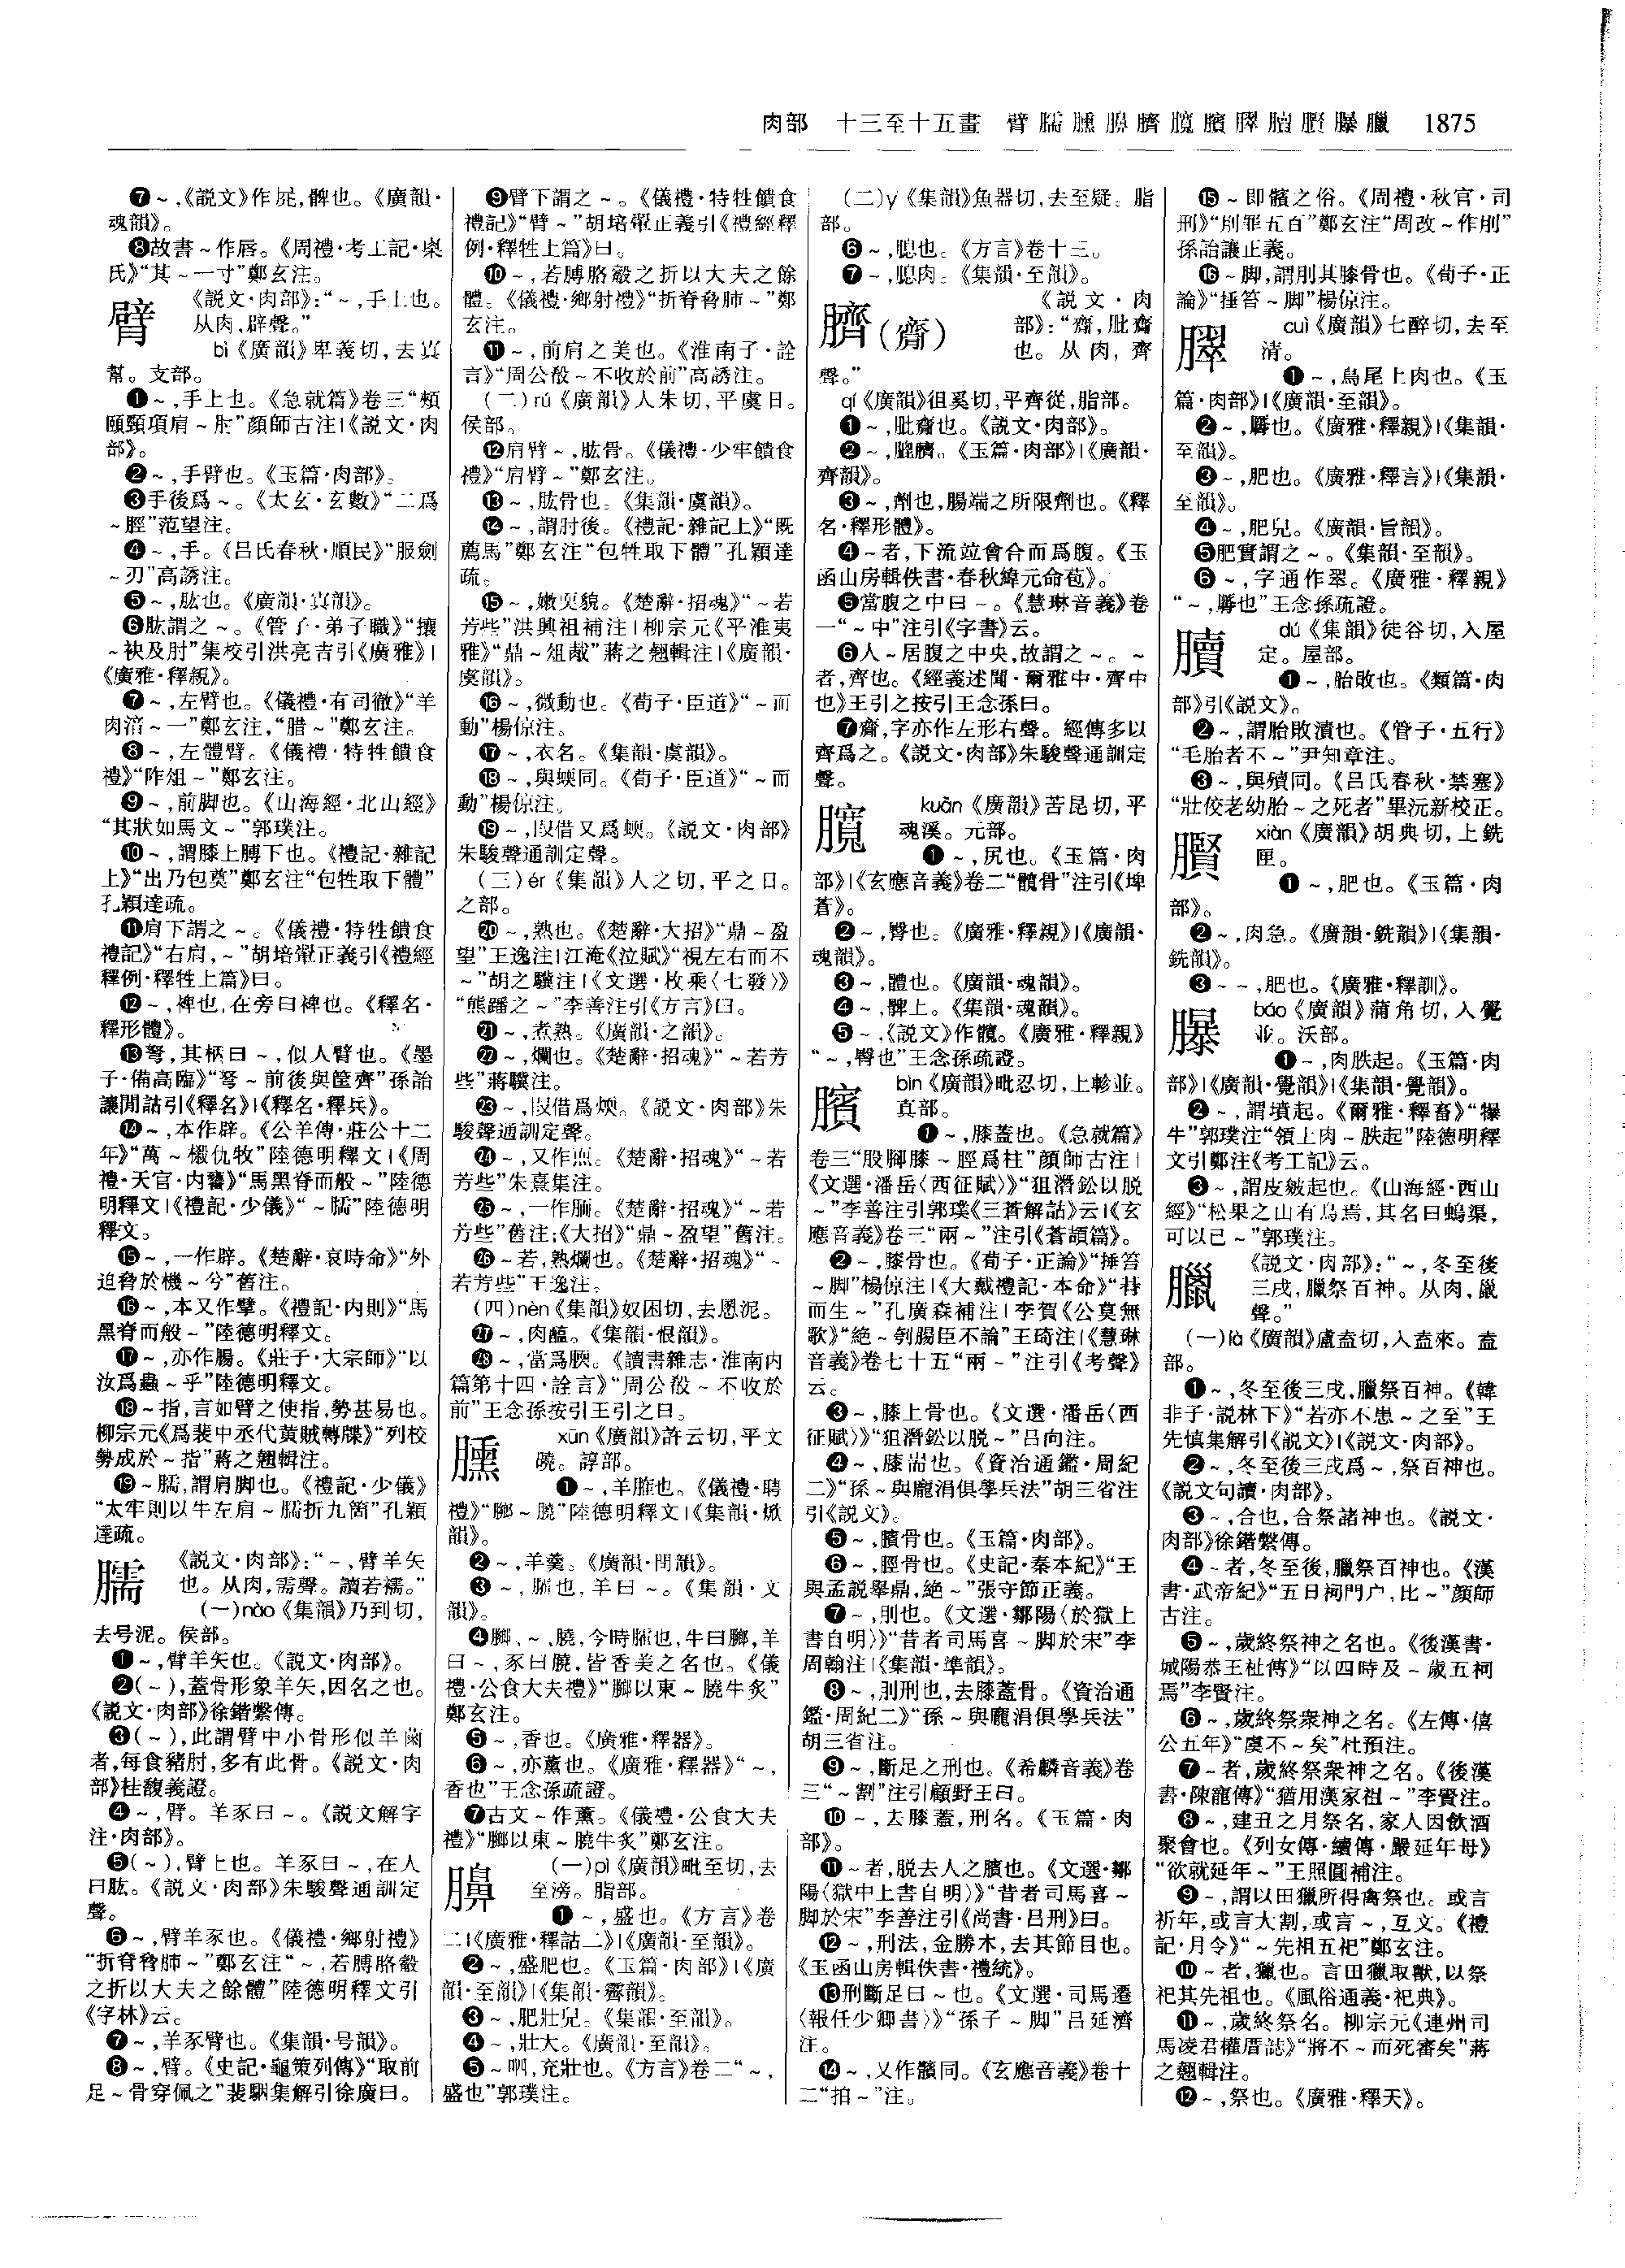 肉部　十三至十五畫　臂臑臐膞臍臗臏膵䐿臔㬥臘　1875
❼～,《説文》作屍,髀也。《廣韻·
魂韻》。
❽故書～作唇。《周禮·考工記·㮚
氏》“其～一寸”鄭玄注。
臂
《説文·肉部》:“～,手上也。
从肉,辟聲。”
bì《廣韻》卑義切,去寘
幫。支部。
❶～,手上也。《急就篇》卷三“頰
頤頸項肩～肘”顔師古注|《説文·肉
部》。
❷～,手臂也。《玉篇·肉部》。
❸手後爲～。《太玄·玄數》“二爲
～脛”范望注。
❹～,手。《吕氏春秋·順民》“服劍
～刃”高誘注。
❺～,肱也。《廣韻·寘韻》。
❻肱謂之～。《管子·弟子職》“攘
～袂及肘”集校引洪亮吉引《廣雅》|
《廣雅·釋親》。
❼～,左臂也。《儀禮·有司徹》“羊
肉湆～一”鄭玄注,“腊～”鄭玄注。
❽～,左體臂。《儀禮·特牲饋食
禮》“阼俎～”鄭玄注。
❾～,前脚也。《山海經·北山經》
“其狀如馬文～”郭璞注。
❿～,謂膝上膊下也。《禮記·雜記
上》“出乃包奠”鄭玄注“包牲取下體”
孔穎達疏。
⓫肩下謂之～。《儀禮·特牲饋食
禮記》“右肩,～”胡培翬正義引《禮經
釋例·釋牲上篇》曰。
⓬～,裨也,在旁曰裨也。《釋名·
釋形體》。
⓭弩,其柄曰～,似人臂也。《墨
子·備高臨》“弩～前後與筐齊”孫詒
讓閒詁引《釋名》|《釋名·釋兵》。
⓮～,本作辟。《公羊傳·莊公十二
年》“萬～摋仇牧”陸德明釋文|《周
禮·天官·内饔》“馬黑脊而般～”陸德
明釋文|《禮記·少儀》“～臑”陸德明
釋文。
⓯～,一作辟。《楚辭·哀時命》“外
迫脅於機～兮”舊注。
⓰～,本又作擘。《禮記·内則》“馬
黑脊而般～”陸德明釋文。
⓱～,亦作腸。《莊子·大宗師》“以
汝爲蟲～乎”陸德明釋文。
⓲～指,言如臂之使指,勢甚易也。
柳宗元《爲裴中丞代黄賊轉牒》“列校
勢成於～指”蔣之翹輯注。
⓳～臑,謂肩脚也。《禮記·少儀》
“太牢則以牛左肩～臑折九箇”孔穎
達疏。
臑
《説文·肉部》:“～,臂羊矢
也。从肉,需聲。讀若襦。”
(一)nào《集韻》乃到切,
去号泥。侯部。
❶～,臂羊矢也。《説文·肉部》。
❷(～),蓋骨形象羊矢,因名之也。
《説文·肉部》徐鍇繫傳。
❸(～),此謂臂中小骨形似羊𦞅
者,每食豬肘,多有此骨。《説文·肉
部》桂馥義證。
❹～,臂。羊豕曰～。《説文解字
注·肉部》。
❺(～),臂上也。羊豕曰～,在人
曰肱。《説文·肉部》朱駿聲通訓定
聲。
❻～,臂羊豕也。《儀禮·鄉射禮》
“折脊脅肺～”鄭玄注“～,若膊胳觳
之折以大夫之餘體”陸德明釋文引
《字林》云。
❼～,羊豕臂也。《集韻·号韻》。
❽～,臂。《史記·龜策列傳》“取前
足～骨穿佩之”裴駰集解引徐廣曰。
❾臂下謂之～。《儀禮·特牲饋食
禮記》“臂～”胡培翬正義引《禮經釋
例·釋牲上篇》曰。
❿～,若膊胳觳之折以大夫之餘
體。《儀禮·鄉射禮》“折脊脅肺～”鄭
玄注。
⓫～,前肩之美也。《淮南子·詮
言》“周公殽～不收於前”高誘注。
(二)rú《廣韻》人朱切,平虞日。
侯部。
⓬肩臂～,肱骨。《儀禮·少牢饋食
禮》“肩臂～”鄭玄注。
⓭～,肱骨也。《集韻·虞韻》。
⓮～,謂肘後。《禮記·雜記上》“既
薦馬”鄭玄注“包牲取下體”孔穎達
疏。
⓯～,嫩耎貌。《楚辭·招魂》“～若
芳些”洪興祖補注|柳宗元《平淮夷
雅》“鼎～俎胾”蔣之翹輯注|《廣韻·
虞韻》。
⓰～,微動也。《荀子·臣道》“～而
動”楊倞注。
⓱～,衣名。《集韻·虞韻》。
⓲～,與蝡同。《荀子·臣道》“～而
動”楊倞注。
⓳～,叚借又爲蝡。《説文·肉部》
朱駿聲通訓定聲。
(三)ér《集韻》人之切,平之日。
之部。
⓴～,熟也。《楚辭·大招》“鼎～盈
望”王逸注|江淹《泣賦》“視左右而不
～”胡之驥注|《文選·枚乘〈七發〉》
“熊蹯之～”李善注引《方言》曰。
㉑～,煮熟。《廣韻·之韻》。
㉒～,爛也。《楚辭·招魂》“～若芳
些”蔣驥注。
㉓～,叚借爲㷟。《説文·肉部》朱
駿聲通訓定聲。
㉔～,又作𤋱。《楚辭·招魂》“～若
芳些”朱熹集注。
㉕～,一作胹。《楚辭·招魂》“～若
芳些”舊注;《大招》“鼎～盈望”舊注。
㉖～若,熟爛也。《楚辭·招魂》“～
若芳些”王逸注。
(四)nèn《集韻》奴困切,去慁泥。
㉗～,肉醢。《集韻·恨韻》。
㉘～,當爲腝。《讀書雜志·淮南内
篇第十四·詮言》“周公殽～不收於
前”王念孫按引王引之曰。
臐
xūn《廣韻》許云切,平文
曉。諄部。
❶～,羊臛也。《儀禮·聘
禮》“膷～膮”陸德明釋文|《集韻·焮
韻》。
❷～,羊羹。《廣韻·問韻》。
❸～,臛也,羊曰～。《集韻·文
韻》。
❹膷、～、膮,今時臛也,牛曰膷,羊
曰～,豕曰膮,皆香美之名也。《儀
禮·公食大夫禮》“膷以東～膮牛炙”
鄭玄注。
❺～,香也。《廣雅·釋器》。
❻～,亦薰也。《廣雅·釋器》“～,
香也”王念孫疏證。
❼古文～作薰。《儀禮·公食大夫
禮》“膷以東～膮牛炙”鄭玄注。
𦢈
(一)pì《廣韻》毗至切,去
至滂。脂部。
❶～,盛也。《方言》卷
二|《廣雅·釋詁二》|《廣韻·至韻》。
❷～,盛肥也。《玉篇·肉部》|《廣
韻·至韻》|《集韻·霽韻》。
❸～,肥壯皃。《集韻·至韻》。
❹～,壯大。《廣韻·至韻》。
❺～呬,充壯也。《方言》卷二“～,
盛也”郭璞注。
(二)yì《集韻》魚器切,去至疑。脂
部。
❻～,臆也。《方言》卷十三。
❼～,臆肉。《集韻·至韻》。
臍(齎)
《説文·肉
部》:“齎,肶齎
也。从肉,齊
聲。”
qí《廣韻》徂奚切,平齊從,脂部。
❶～,肶齎也。《説文·肉部》。
❷～,膍臍。《玉篇·肉部》|《廣韻·
齊韻》。
❸～,劑也,腸端之所限劑也。《釋
名·釋形體》。
❹～者,下流竝會合而爲腹。《玉
函山房輯佚書·春秋緯元命苞》。
❺當腹之中曰～。《慧琳音義》卷
一“～中”注引《字書》云。
❻人～居腹之中央,故謂之～。～
者,齊也。《經義述聞·爾雅中·齊中
也》王引之按引王念孫曰。
❼齎,字亦作左形右聲。經傳多以
齊爲之。《説文·肉部》朱駿聲通訓定
聲。
臗
kuān《廣韻》苦昆切,平
魂溪。元部。
❶～,尻也。《玉篇·肉
部》|《玄應音義》卷二“髖骨”注引《埤
蒼》。
❷～,臀也。《廣雅·釋親》|《廣韻·
魂韻》。
❸～,體也。《廣韻·魂韻》。
❹～,髀上。《集韻·魂韻》。
❺～,《説文》作髖。《廣雅·釋親》
“～,臀也”王念孫疏證。
臏
bìn《廣韻》毗忍切,上軫並。
真部。
❶～,膝蓋也。《急就篇》
卷三“股脚膝～脛爲柱”顔師古注|
《文選·潘岳〈西征賦〉》“狙潛鉛以脱
～”李善注引郭璞《三蒼解詁》云|《玄
應音義》卷三“兩～”注引《蒼頡篇》。
❷～,膝骨也。《荀子·正論》“捶笞
～脚”楊倞注|《大戴禮記·本命》“朞
而生～”孔廣森補注|李賀《公莫無
歌》“絶～刳腸臣不論”王琦注|《慧琳
音義》卷七十五“兩～”注引《考聲》
云。
❸～,膝上骨也。《文選·潘岳〈西
征賦〉》“狙潛鉛以脱～”吕向注。
❹～,膝耑也。《資治通鑑·周紀
二》“孫～與龐涓俱學兵法”胡三省注
引《説文》。
❺～,臏骨也。《玉篇·肉部》。
❻～,脛骨也。《史記·秦本紀》“王
與孟説舉鼎,絶～”張守節正義。
❼～,刖也。《文選·鄒陽〈於獄上
書自明〉》“昔者司馬喜～脚於宋”李
周翰注|《集韻·準韻》。
❽～,刖刑也,去膝蓋骨。《資治通
鑑·周紀二》“孫～與龐涓俱學兵法”
胡三省注。
❾～,斷足之刑也。《希麟音義》卷
三“～割”注引顧野王曰。
❿～,去膝蓋,刑名。《玉篇·肉
部》。
⓫～者,脱去人之臏也。《文選·鄒
陽〈獄中上書自明〉》“昔者司馬喜～
脚於宋”李善注引《尚書·吕刑》曰。
⓬～,刑法,金勝木,去其節目也。
《玉函山房輯佚書·禮統》。
⓭刑斷足曰～也。《文選·司馬遷
〈報任少卿書〉》“孫子～脚”吕延濟
注。
⓮～,又作髕同。《玄應音義》卷十
二“拍～”注。
⓯～即髕之俗。《周禮·秋官·司
刑》“刖罪五百”鄭玄注“周改～作刖”
孫詒讓正義。
⓰～脚,謂刖其膝骨也。《荀子·正
論》“捶笞～脚”楊倞注。
膵
cuì《廣韻》七醉切,去至
清。
❶～,鳥尾上肉也。《玉
篇·肉部》|《廣韻·至韻》。
❷～,䐁也。《廣雅·釋親》|《集韻·
至韻》。
❸～,肥也。《廣雅·釋言》|《集韻·
至韻》。
❹～,肥皃。《廣韻·旨韻》。
❺肥實謂之～。《集韻·至韻》。
❻～,字通作翠。《廣雅·釋親》
“～,䐁也”王念孫疏證。
䐿
dú《集韻》徒谷切,入屋
定。屋部。
❶～,胎敗也。《類篇·肉
部》引《説文》。
❷～,謂胎敗潰也。《管子·五行》
“毛胎者不～”尹知章注。
❸～,與殰同。《吕氏春秋·禁塞》
“壯佼老幼胎～之死者”畢沅新校正。
臔
xiàn《廣韻》胡典切,上銑
匣。
❶～,肥也。《玉篇·肉
部》。
❷～,肉急。《廣韻·銑韻》|《集韻·
銑韻》。
❸～～,肥也。《廣雅·釋訓》。
㬥
báo《廣韻》蒲角切,入覺
並。沃部。
❶～,肉胅起。《玉篇·肉
部》|《廣韻·覺韻》|《集韻·覺韻》。
❷～,謂墳起。《爾雅·釋畜》“犦
牛”郭璞注“領上肉～胅起”陸德明釋
文引鄭注《考工記》云。
❸～,謂皮皴起也。《山海經·西山
經》“松果之山有鳥焉,其名曰䳋渠,
可以已～”郭璞注。
臘
《説文·肉部》:“～,冬至後
三戌,臘祭百神。从肉,巤
聲。”
(一)là《廣韻》盧盍切,入盍來。盍
部。
❶～,冬至後三戌,臘祭百神。《韓
非子·説林下》“若亦不患～之至”王
先慎集解引《説文》|《説文·肉部》。
❷～,冬至後三戌爲～,祭百神也。
《説文句讀·肉部》。
❸～,合也,合祭諸神也。《説文·
肉部》徐鍇繫傳。
❹～者,冬至後,臘祭百神也。《漢
書·武帝紀》“五日祠門户,比～”顔師
古注。
❺～,歲終祭神之名也。《後漢書·
城陽恭王祉傳》“以四時及～歲五祠
焉”李賢注。
❻～,歲終祭衆神之名。《左傳·僖
公五年》“虞不～矣”杜預注。
❼～者,歲終祭衆神之名。《後漢
書·陳寵傳》“猶用漢家祖～”李賢注。
❽～,建丑之月祭名,家人因飲酒
聚會也。《列女傳·續傳·嚴延年母》
“欲就延年～”王照圓補注。
❾～,謂以田獵所得禽祭也。或言
祈年,或言大割,或言～,互文。《禮
記·月令》“～先祖五祀”鄭玄注。
❿～者,獵也。言田獵取獸,以祭
祀其先祖也。《風俗通義·祀典》。
⓫～,歲終祭名。柳宗元《連州司
馬凌君權厝誌》“將不～而死審矣”蔣
之翹輯注。
⓬～,祭也。《廣雅·釋天》。